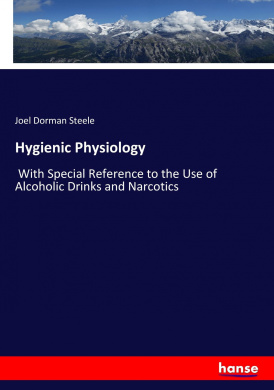 Joel Dorman Steele
Hygienic Physiology
With Special Reference to the Use of
Alcoholic Drinks and Narcotics
hanse